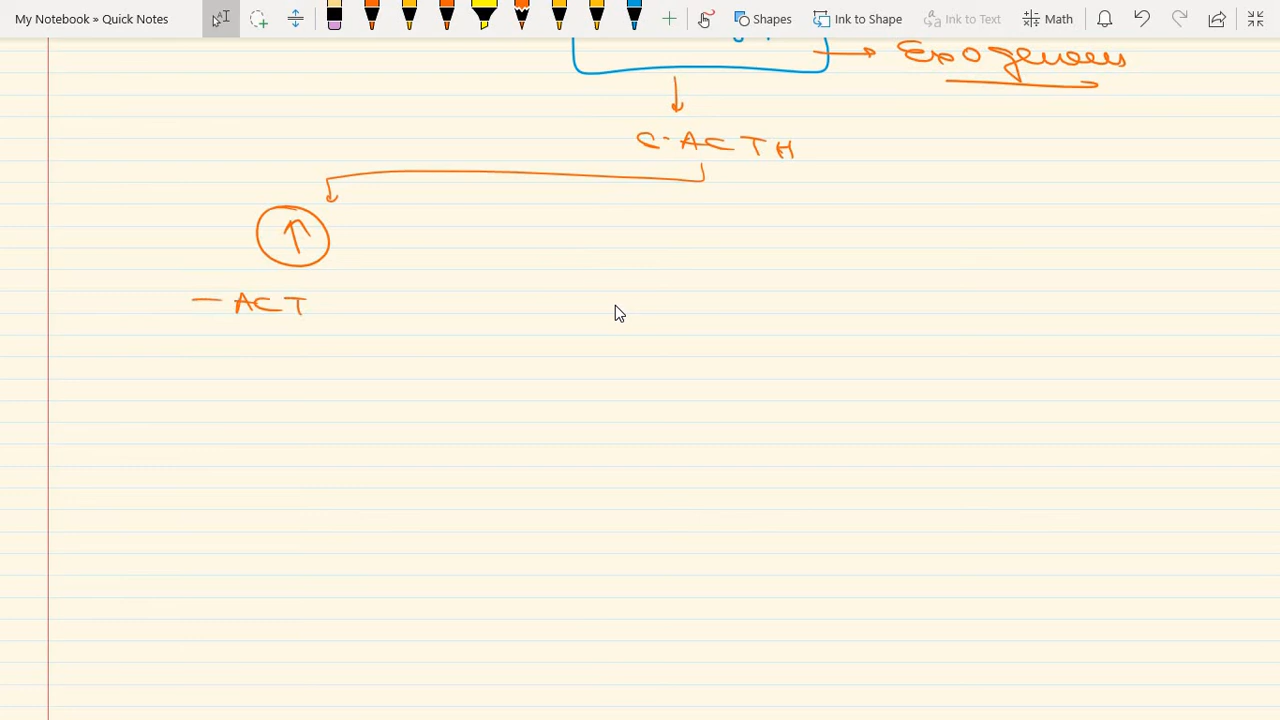 My Notebook » Quick Notes Shapes Ink to Shape Ink to Text Math
→ Exogenous
↓
C-ACTH
↑
— ACT